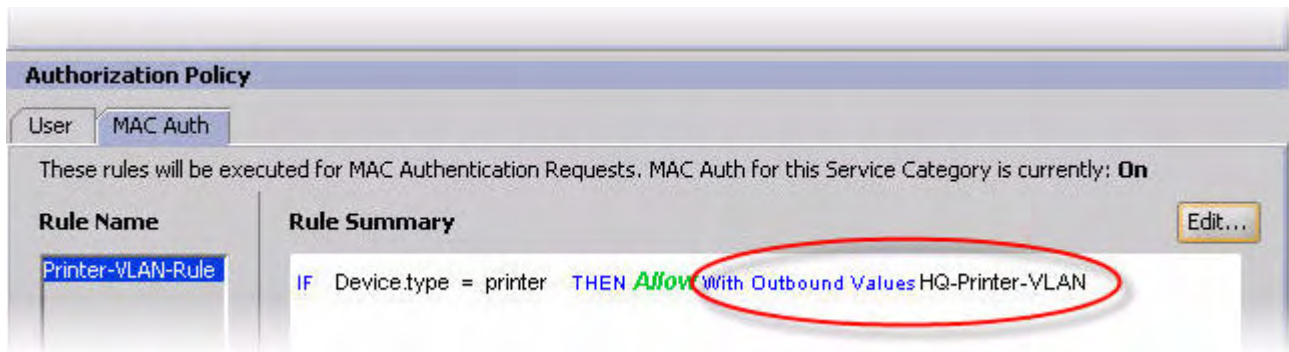 Authorization Policy
User MAC Auth
These rules will be executed for MAC Authentication Requests. MAC Auth for this Service Category is currently: On
Rule Name Rule Summary Edit...
Printer-VLAN-Rule IF Device.type = printer THEN Allow With Outbound Values HQ-Printer-VLAN